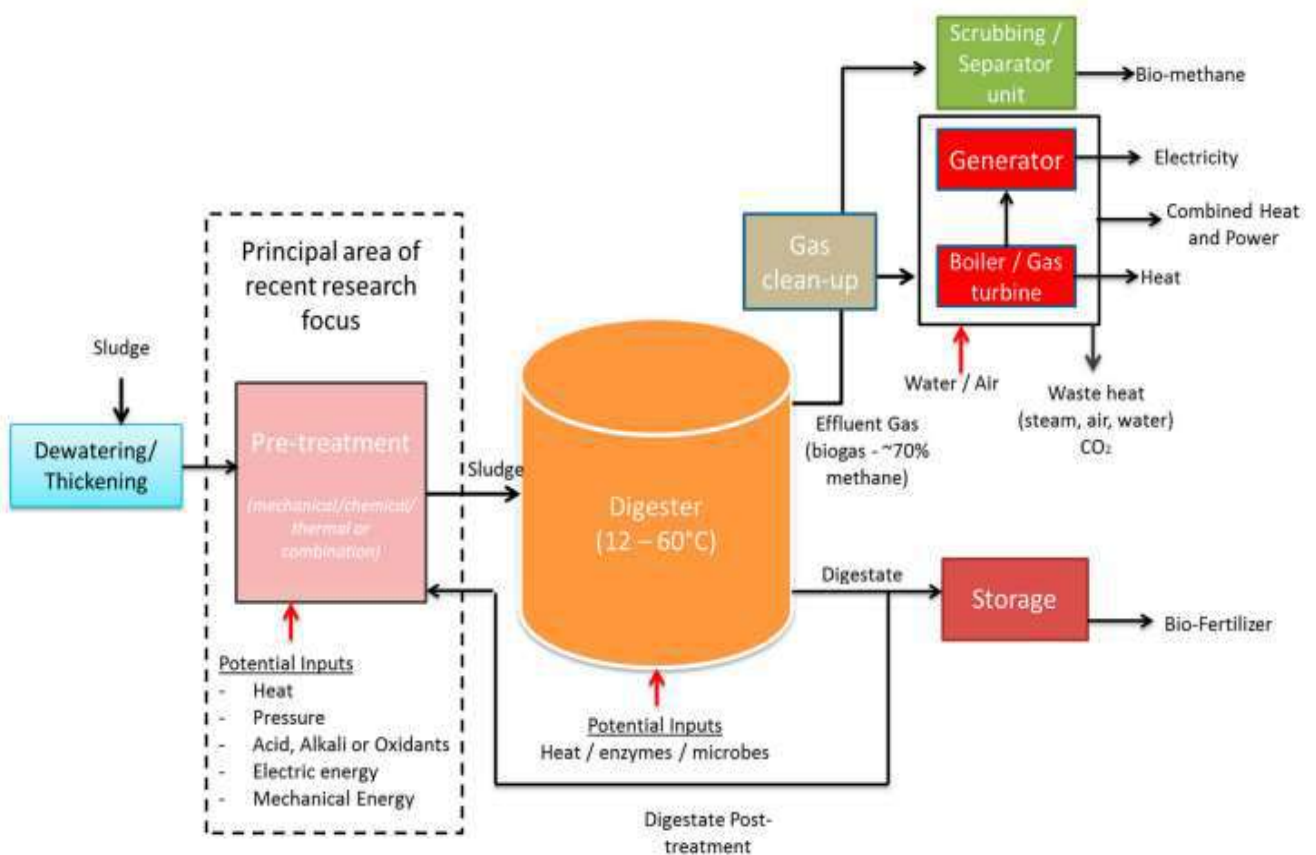 Scrubbing /
Separator
unit
Bio-methane
Generator
Electricity
Combined Heat
and Power
Gas
clean-up
Boiler / Gas
turbine
Heat
Principal area of
recent research
focus
Sludge
Water / Air
Waste heat
(steam, air, water)
CO₂
Effluent Gas
(biogas - ~70%
methane)
Dewatering/
Thickening
Pre-treatment
(mechanical/chemical/
thermal or
combination)
Sludge
Digester
(12 – 60°C)
Digestate
Storage
Bio-Fertilizer
Potential Inputs
- Heat
- Pressure
- Acid, Alkali or Oxidants
- Electric energy
- Mechanical Energy
Potential Inputs
Heat / enzymes / microbes
Digestate Post-
treatment